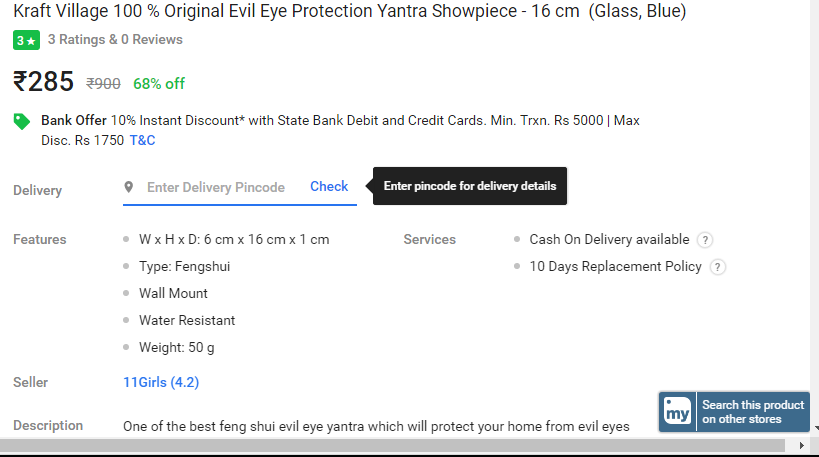 Kraft Village 100 % Original Evil Eye Protection Yantra Showpiece - 16 cm (Glass, Blue)
3★ 3 Ratings & 0 Reviews
₹285 ₹900 68% off
Bank Offer 10% Instant Discount* with State Bank Debit and Credit Cards. Min. Trxn. Rs 5000 | Max
Disc. Rs 1750 T&C
Delivery Enter Delivery Pincode Check Enter pincode for delivery details
Features
W x H x D: 6 cm x 16 cm x 1 cm
Type: Fengshui
Wall Mount
Water Resistant
Weight: 50 g
Services
Cash On Delivery available ?
10 Days Replacement Policy ?
Seller 11Girls (4.2)
my Search this product
on other stores
Description One of the best feng shui evil eye yantra which will protect your home from evil eyes